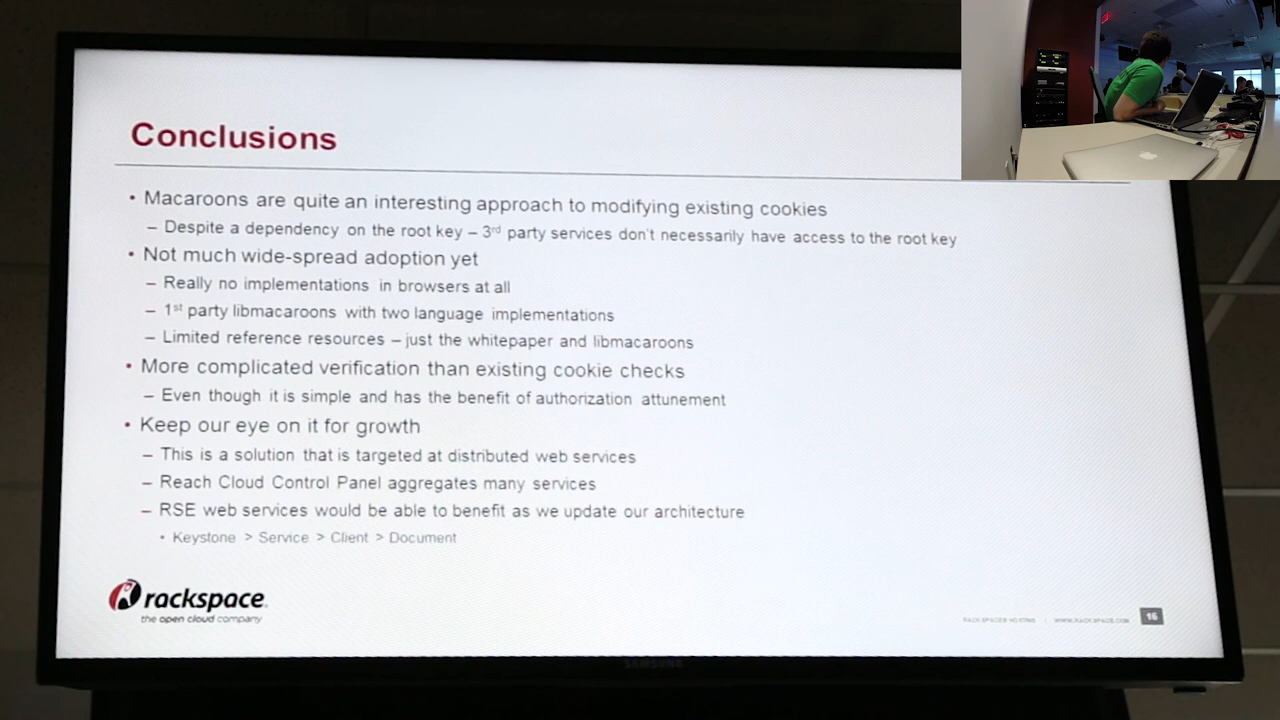 Conclusions
• Macaroons are quite an interesting approach to modifying existing cookies
– Despite a dependency on the root key – 3rd party services don't necessarily have access to the root key
• Not much wide-spread adoption yet
– Really no implementations in browsers at all
– 1st party libmacaroons with two language implementations
– Limited reference resources – just the whitepaper and libmacaroons
• More complicated verification than existing cookie checks
– Even though it is simple and has the benefit of authorization attunement
• Keep our eye on it for growth
– This is a solution that is targeted at distributed web services
– Reach Cloud Control Panel aggregates many services
– RSE web services would be able to benefit as we update our architecture
• Keystone > Service > Client > Document
rackspace.
the open cloud company
RACKSPACE® HOSTING | WWW.RACKSPACE.COM
16
SAMSUNG